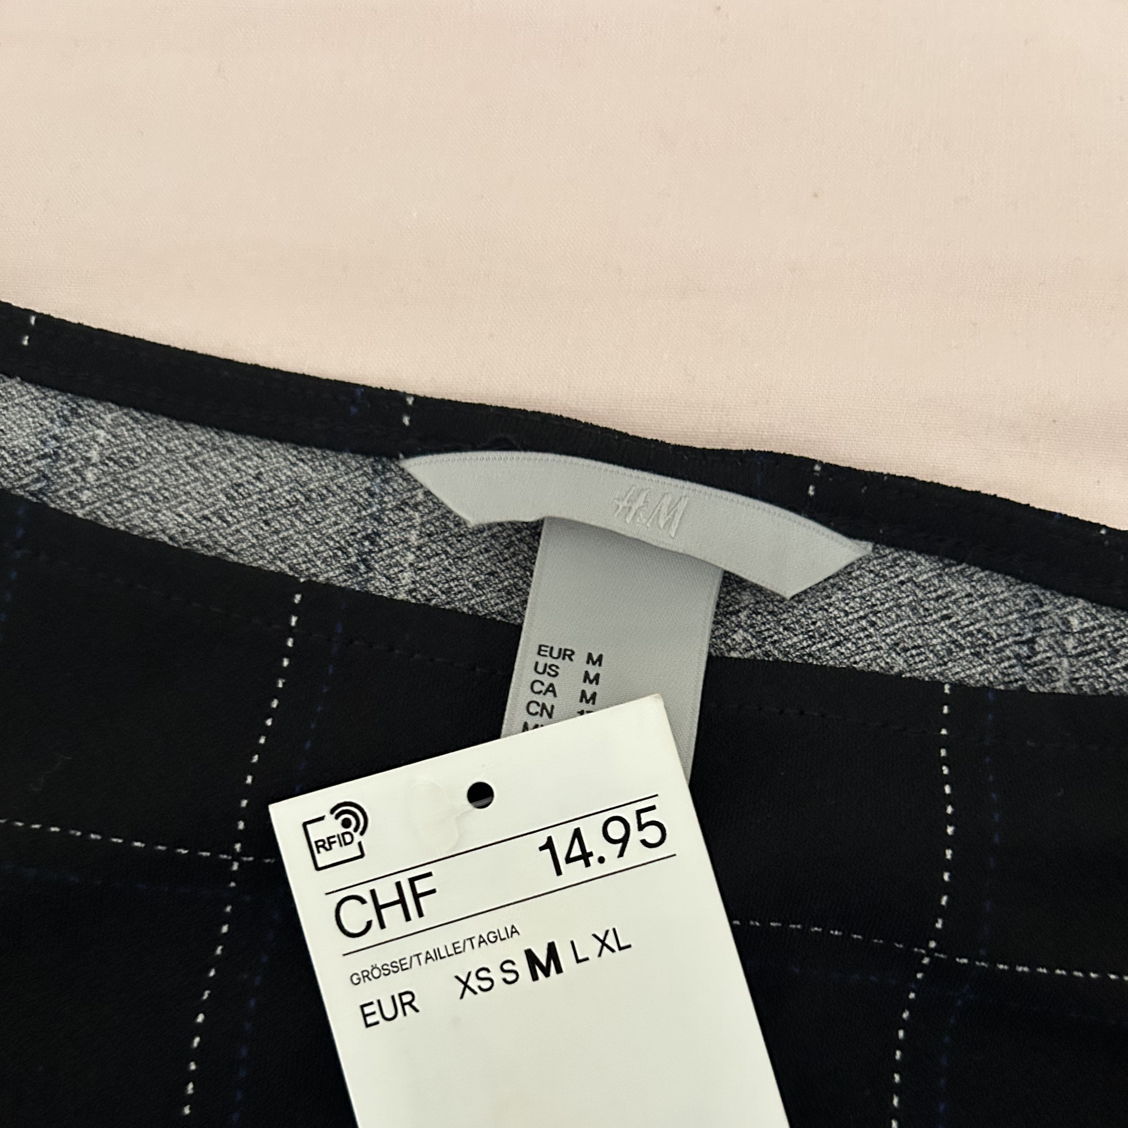 H&M
EUR M
US M
CA M
CN
RFID
CHF 14.95
GRÖSSE/TAILLE/TAGLIA
EUR XS S M L XL